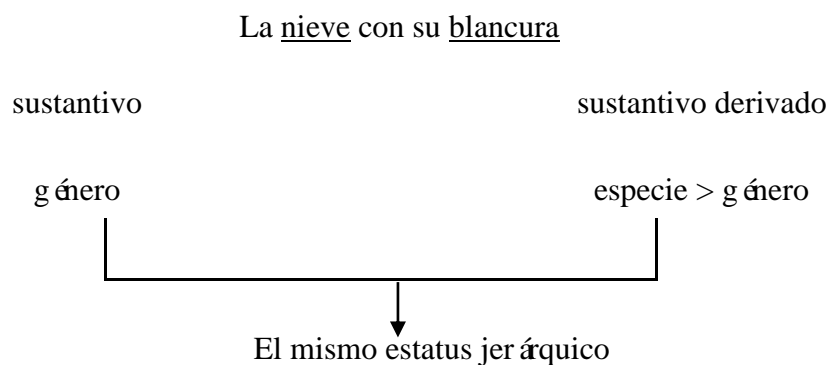 La nieve con su blancura
sustantivo sustantivo derivado
género especie > género
El mismo estatus jerárquico